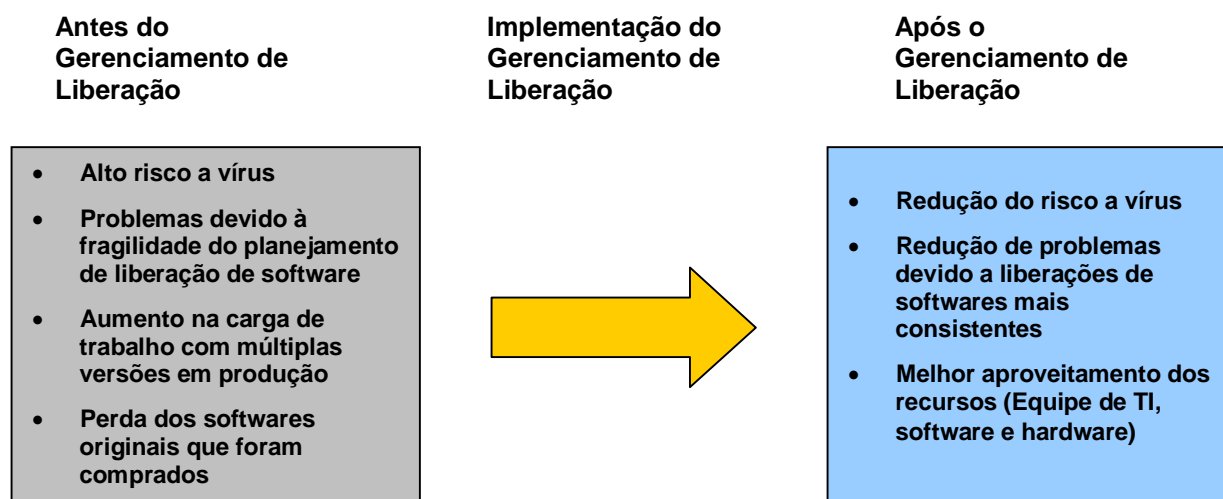 Antes do
Gerenciamento de
Liberação
Implementação do
Gerenciamento de
Liberação
Após o
Gerenciamento de
Liberação
• Alto risco a vírus
• Problemas devido à
fragilidade do planejamento
de liberação de software
• Aumento na carga de
trabalho com múltiplas
versões em produção
• Perda dos softwares
originais que foram
comprados
• Redução do risco a vírus
• Redução de problemas
devido a liberações de
softwares mais
consistentes
• Melhor aproveitamento dos
recursos (Equipe de TI,
software e hardware)